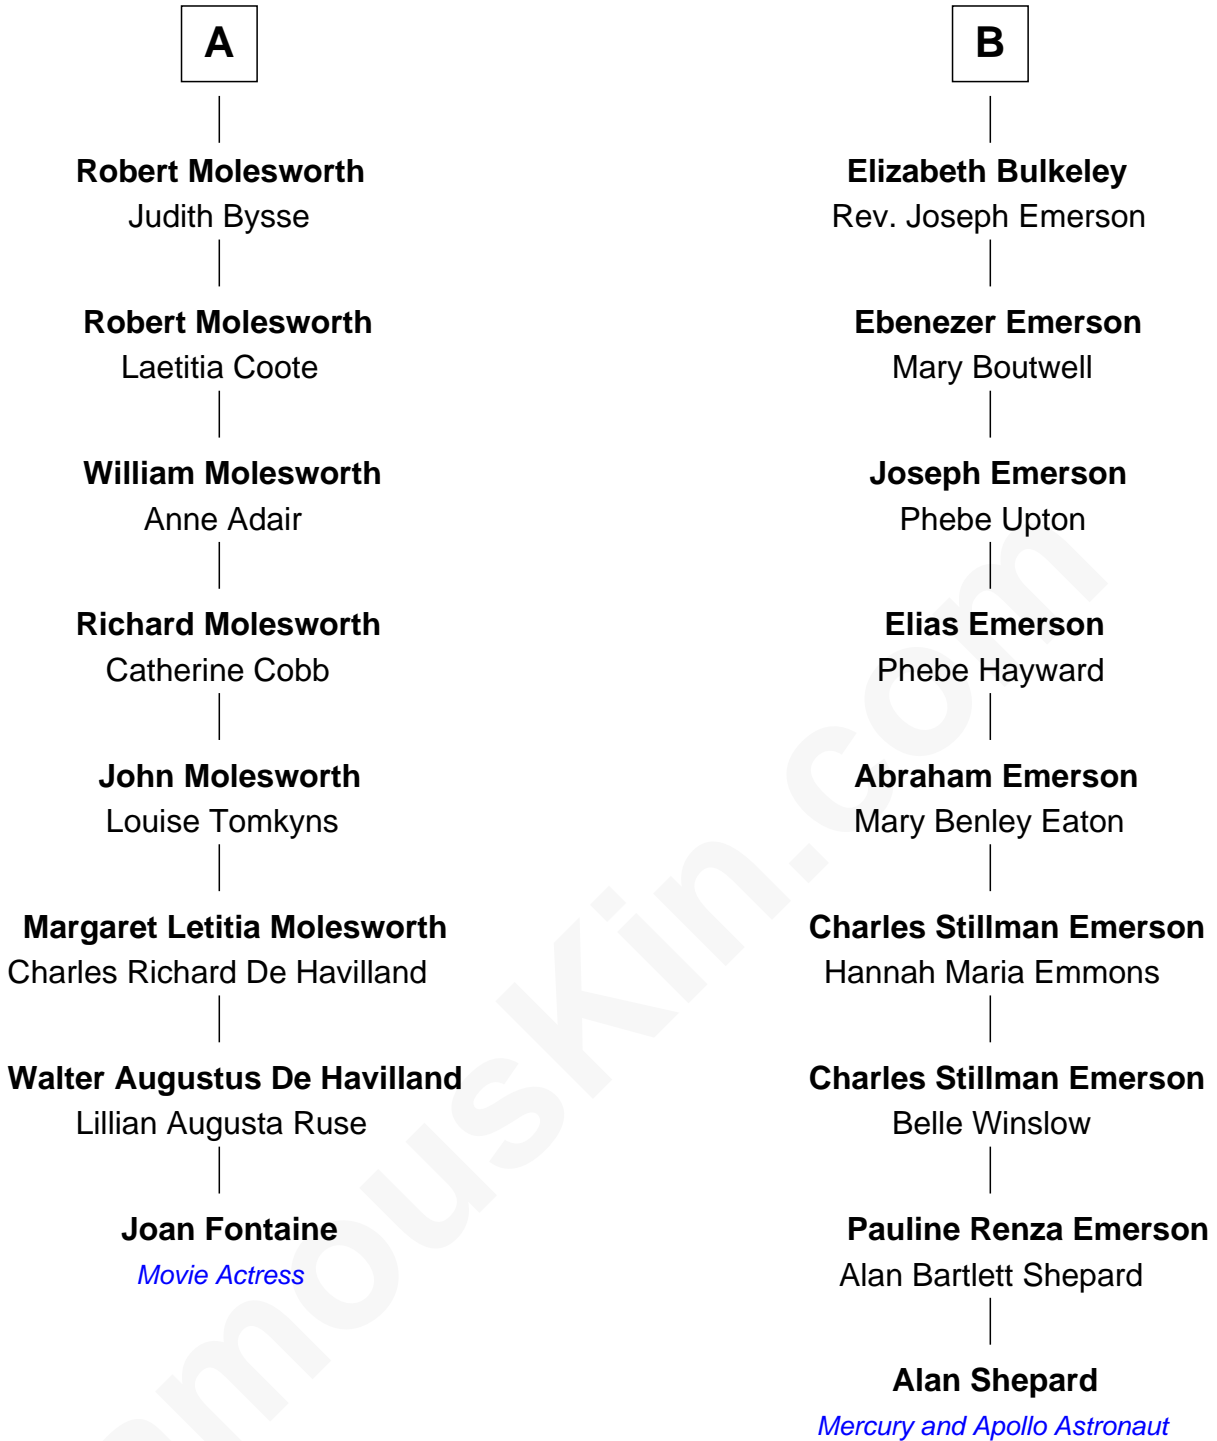 A
Robert Molesworth
Judith Bysse
Robert Molesworth
Laetitia Coote
William Molesworth
Anne Adair
Richard Molesworth
Catherine Cobb
John Molesworth
Louise Tomkyns
Margaret Letitia Molesworth
Charles Richard De Havilland
Walter Augustus De Havilland
Lillian Augusta Ruse
Joan Fontaine
Movie Actress
B
Elizabeth Bulkeley
Rev. Joseph Emerson
Ebenezer Emerson
Mary Boutwell
Joseph Emerson
Phebe Upton
Elias Emerson
Phebe Hayward
Abraham Emerson
Mary Benley Eaton
Charles Stillman Emerson
Hannah Maria Emmons
Charles Stillman Emerson
Belle Winslow
Pauline Renza Emerson
Alan Bartlett Shepard
Alan Shepard
Mercury and Apollo Astronaut
amousKin.com